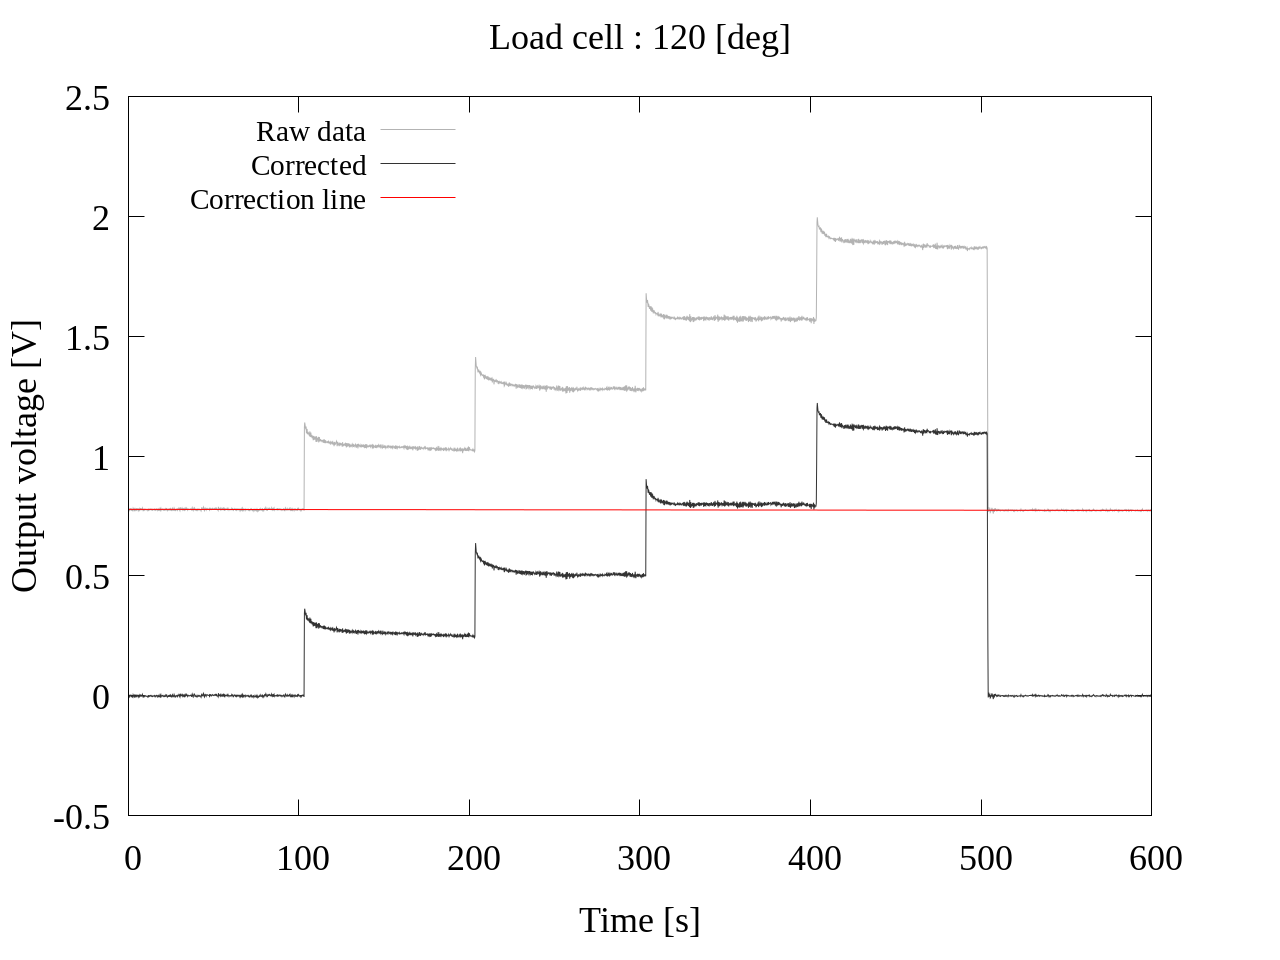 Load cell : 120 [deg]
2.5
2
1.5
1
0.5
0
-0.5
Output voltage [V]
Raw data
Corrected
Correction line
0 100 200 300 400 500 600
Time [s]